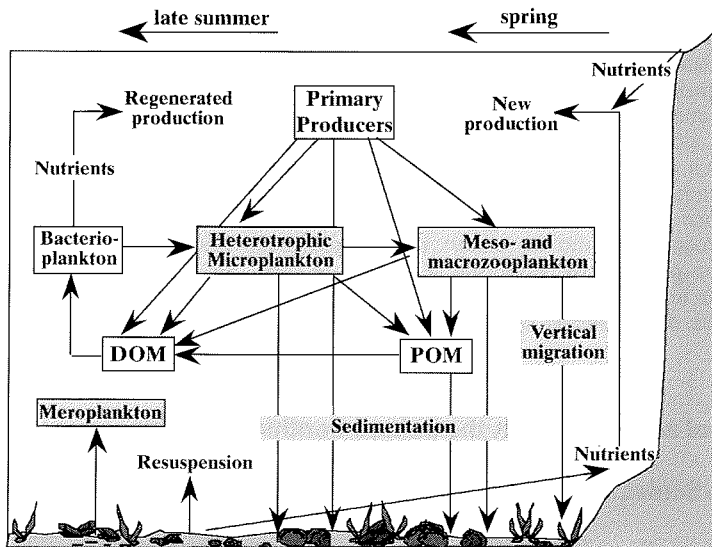 late summer
spring
Nutrients
Regenerated
production
Primary
Producers
New
production
Nutrients
Bacterio-
plankton
Heterotrophic
Microplankton
Meso- and
macrozooplankton
Vertical
migration
DOM
POM
Meroplankton
Sedimentation
Resuspension
Nutrients